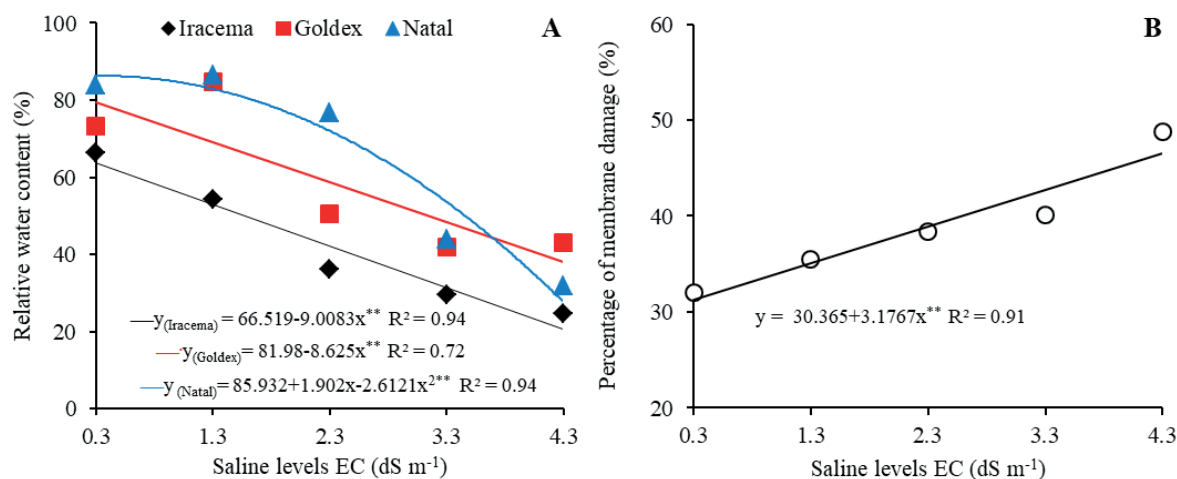 Iracema Goldex Natal
A
Relative water content (%)
100
80
60
40
20
0
y(Iracema) = 66.519-9.0083x** R² = 0.94
y(Goldex)= 81.98-8.625x** R² = 0.72
y (Natal)= 85.932+1.902x-2.6121x²** R² = 0.94
0.3 1.3 2.3 3.3 4.3
Saline levels EC (dS m⁻¹)
B
Percentage of membrane damage (%)
60
50
40
30
20
y = 30.365+3.1767x** R² = 0.91
0.3 1.3 2.3 3.3 4.3
Saline levels EC (dS m⁻¹)